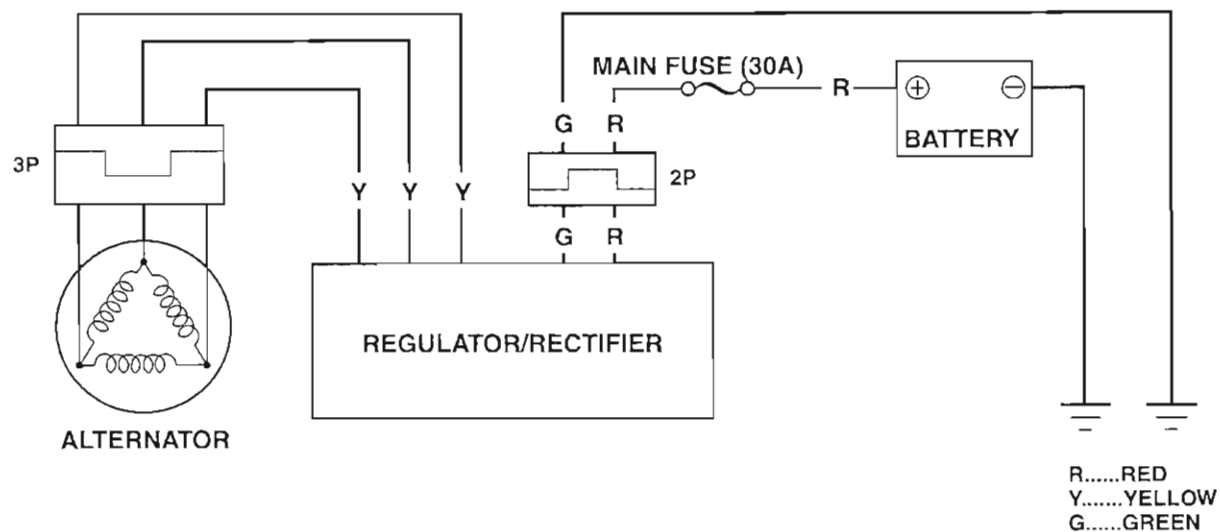 MAIN FUSE (30A)
R
+ −
BATTERY
G R
3P
2P
Y Y Y
G R
REGULATOR/RECTIFIER
ALTERNATOR
R......RED
Y.......YELLOW
G......GREEN